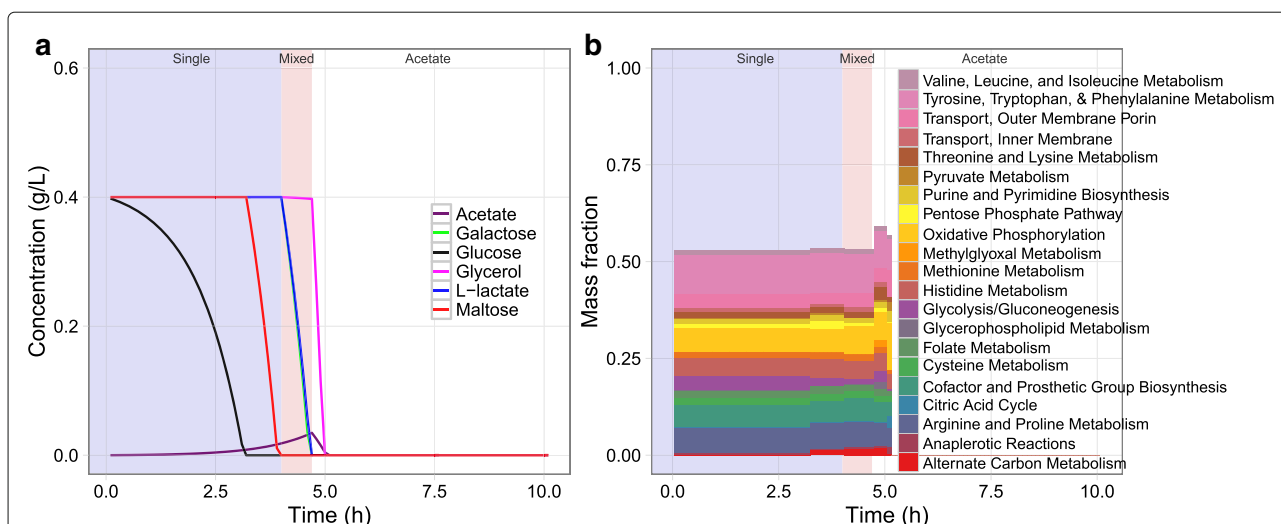 a
b
Single Mixed Acetate
Single Mixed Acetate
0.6
0.4
0.2
0.0
Concentration (g/L)
0.0 2.5 5.0 7.5 10.0
Time (h)
Acetate
Galactose
Glucose
Glycerol
L−lactate
Maltose
1.00
0.75
0.50
0.25
0.00
Mass fraction
0.0 2.5 5.0 7.5 10.0
Time (h)
Valine, Leucine, and Isoleucine Metabolism
Tyrosine, Tryptophan, & Phenylalanine Metabolism
Transport, Outer Membrane Porin
Transport, Inner Membrane
Threonine and Lysine Metabolism
Pyruvate Metabolism
Purine and Pyrimidine Biosynthesis
Pentose Phosphate Pathway
Oxidative Phosphorylation
Methylglyoxal Metabolism
Methionine Metabolism
Histidine Metabolism
Glycolysis/Gluconeogenesis
Glycerophospholipid Metabolism
Folate Metabolism
Cysteine Metabolism
Cofactor and Prosthetic Group Biosynthesis
Citric Acid Cycle
Arginine and Proline Metabolism
Anaplerotic Reactions
Alternate Carbon Metabolism